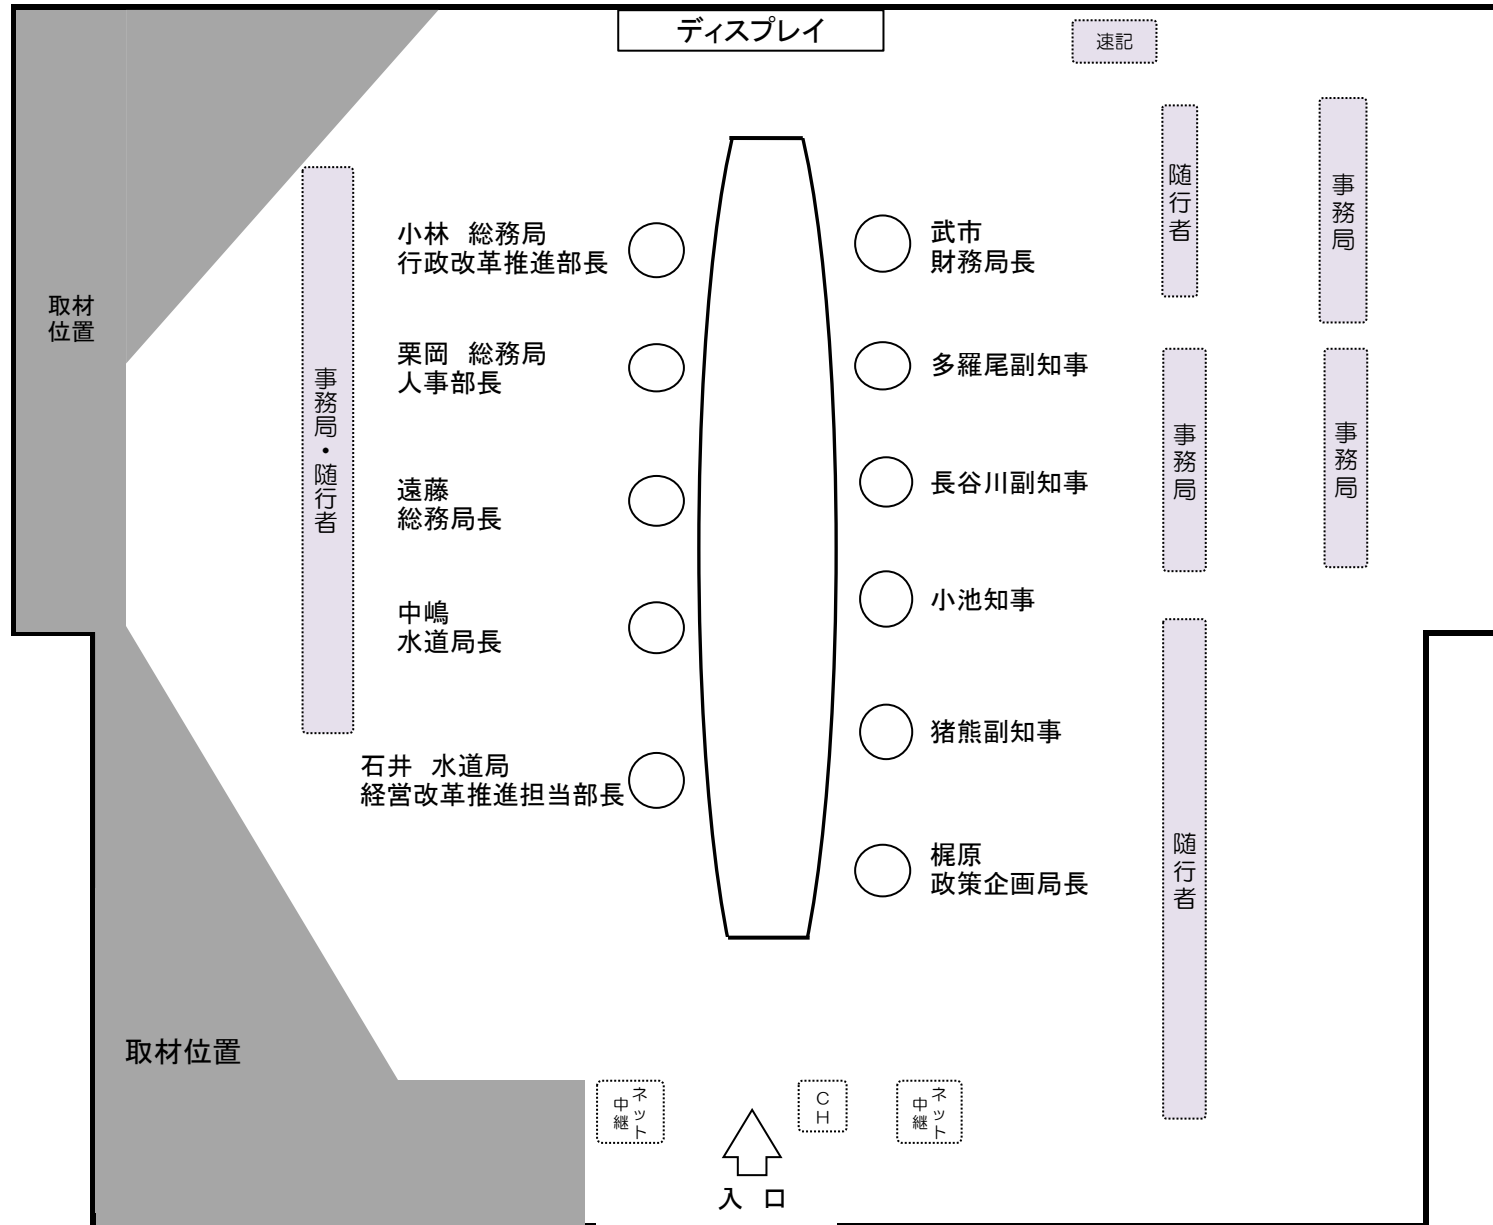 ディスプレイ
速記
随行者
事務局
小林　総務局
行政改革推進部長
武市
財務局長
取材
位置
栗岡　総務局
人事部長
多羅尾副知事
事務局・随行者
事務局
事務局
遠藤
総務局長
長谷川副知事
中嶋
水道局長
小池知事
猪熊副知事
石井　水道局
経営改革推進担当部長
随行者
梶原
政策企画局長
取材位置
ネット
中継
CH
ネット
中継
入　口